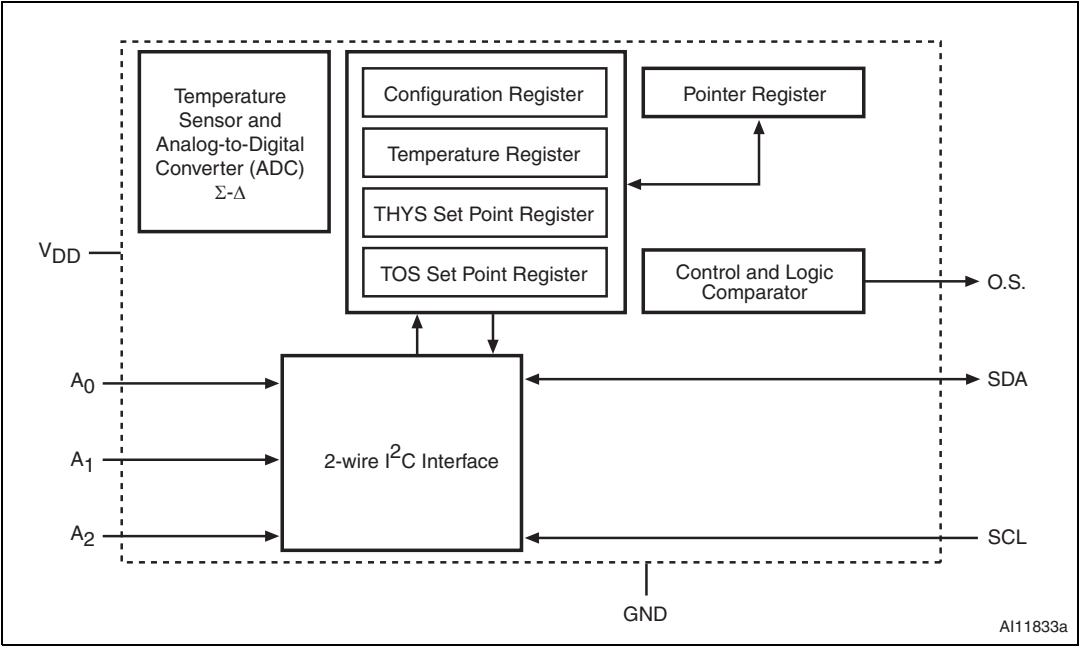 Temperature
Sensor and
Analog-to-Digital
Converter (ADC)
Σ-Δ
Configuration Register
Temperature Register
THYS Set Point Register
TOS Set Point Register
Pointer Register
Control and Logic
Comparator
VDD
O.S.
A0
A1
A2
2-wire I2C Interface
SDA
SCL
GND
AI11833a